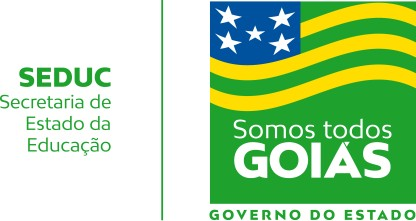 SEDUC
Secretaria de
Estado da
Educação
Somos todos
GOIÁS
GOVERNO DO ESTADO